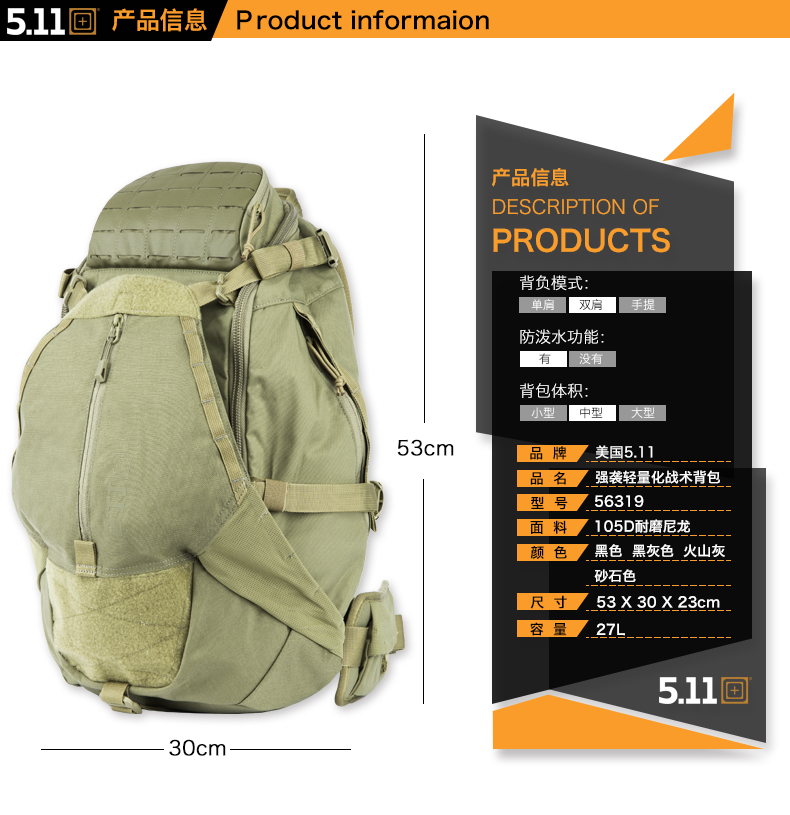 5.11 产品信息 Product informaion
53cm
30cm
产品信息
DESCRIPTION OF
PRODUCTS
背负模式:
单肩 双肩 手提
防泼水功能:
有 没有
背包体积:
小型 中型 大型
品 牌 美国5.11
品 名 强袭轻量化战术背包
型 号 56319
面 料 105D耐磨尼龙
颜 色 黑色 黑灰色 火山灰
砂石色
尺 寸 53 X 30 X 23cm
容 量 27L
5.11